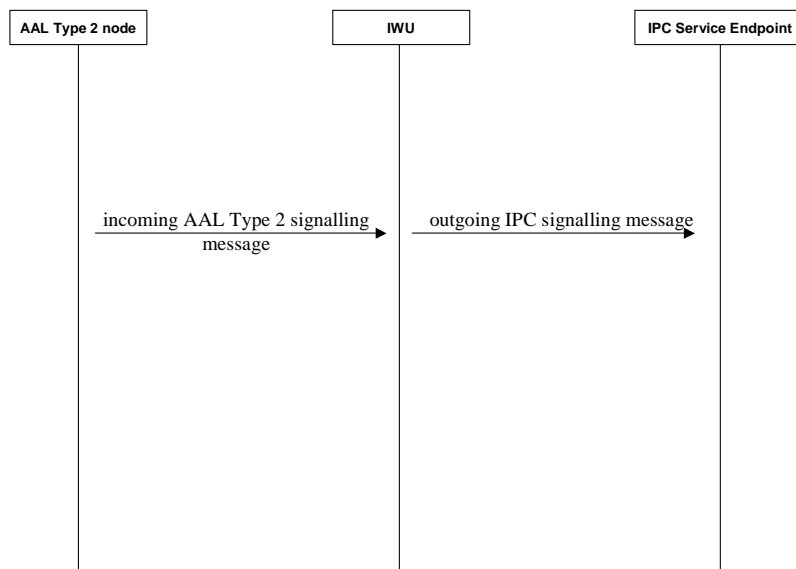 AAL Type 2 node
IWU
IPC Service Endpoint
incoming AAL Type 2 signalling
message
outgoing IPC signalling message